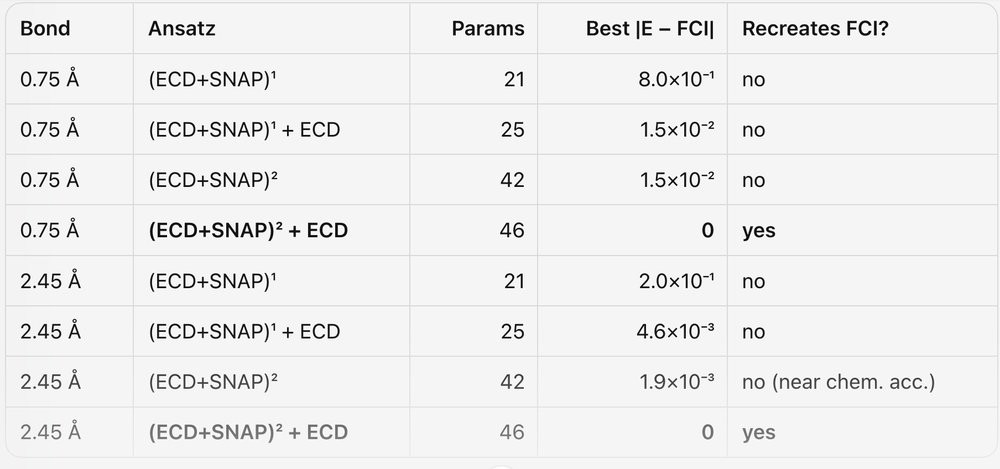 Bond Ansatz Params Best |E − FCI| Recreates FCI?
0.75 Å (ECD+SNAP)¹ 21 8.0×10⁻¹ no
0.75 Å (ECD+SNAP)¹ + ECD 25 1.5×10⁻² no
0.75 Å (ECD+SNAP)² 42 1.5×10⁻² no
0.75 Å (ECD+SNAP)² + ECD 46 0 yes
2.45 Å (ECD+SNAP)¹ 21 2.0×10⁻¹ no
2.45 Å (ECD+SNAP)¹ + ECD 25 4.6×10⁻³ no
2.45 Å (ECD+SNAP)² 42 1.9×10⁻³ no (near chem. acc.)
2.45 Å (ECD+SNAP)² + ECD 46 0 yes